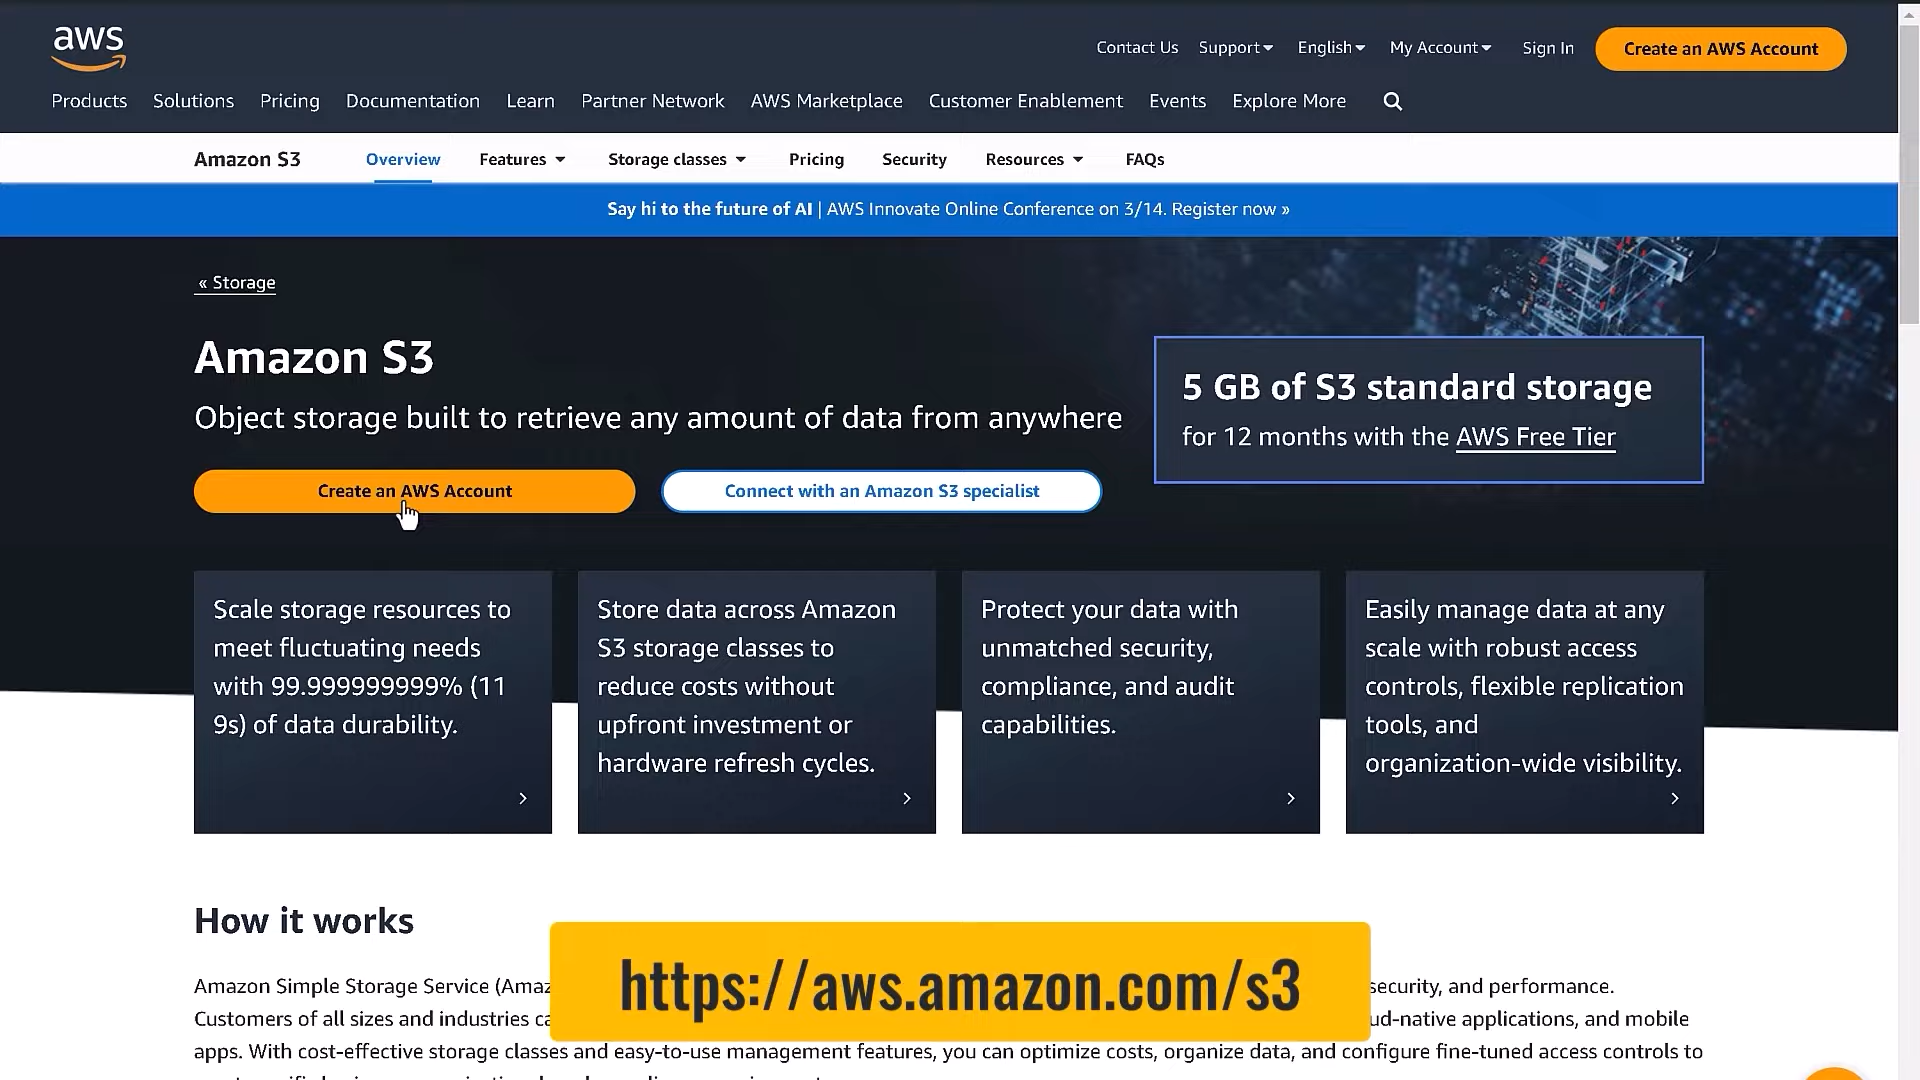 aws
Contact Us Support English My Account Sign In Create an AWS Account
Products Solutions Pricing Documentation Learn Partner Network AWS Marketplace Customer Enablement Events Explore More
Amazon S3 Overview Features Storage classes Pricing Security Resources FAQs
Say hi to the future of AI | AWS Innovate Online Conference on 3/14. Register now »
« Storage
Amazon S3
Object storage built to retrieve any amount of data from anywhere
Create an AWS Account
Connect with an Amazon S3 specialist
5 GB of S3 standard storage
for 12 months with the AWS Free Tier
Scale storage resources to
meet fluctuating needs
with 99.999999999% (11
9s) of data durability.
Store data across Amazon
S3 storage classes to
reduce costs without
upfront investment or
hardware refresh cycles.
Protect your data with
unmatched security,
compliance, and audit
capabilities.
Easily manage data at any
scale with robust access
controls, flexible replication
tools, and
organization-wide visibility.
How it works
https://aws.amazon.com/s3
Amazon Simple Storage Service (Amaz security, and performance.
Customers of all sizes and industries ca ud-native applications, and mobile
apps. With cost-effective storage classes and easy-to-use management features, you can optimize costs, organize data, and configure fine-tuned access controls to